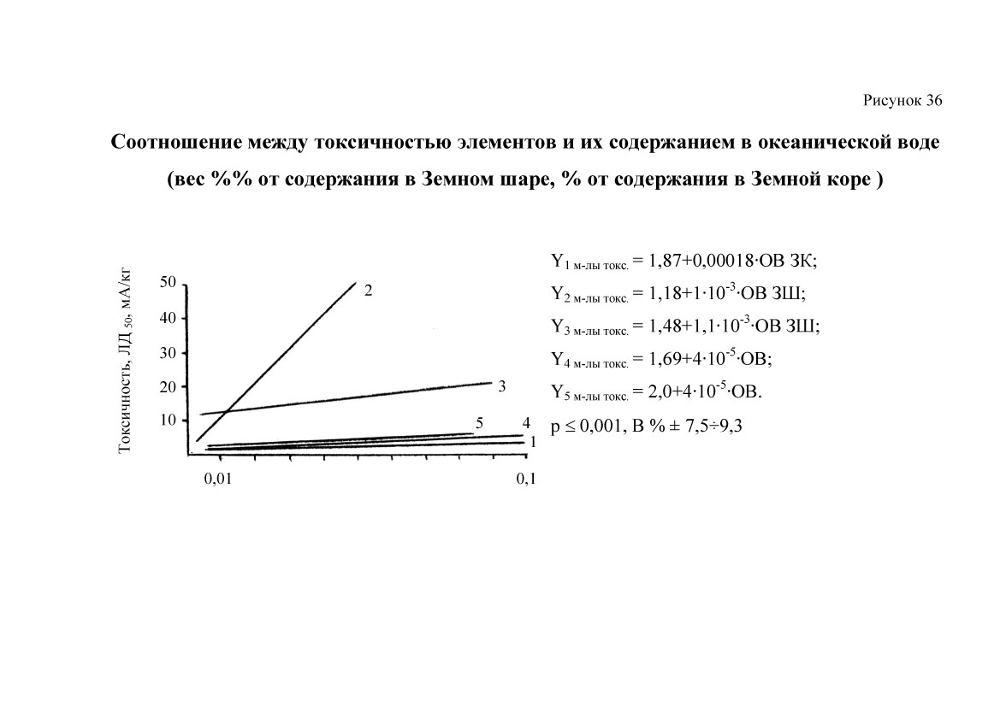 Рисунок 36
Соотношение между токсичностью элементов и их содержанием в океанической воде
(вес %% от содержания в Земном шаре, % от содержания в Земной коре )
Токсичность, ЛД 50, мА/кг
50
40
30
20
10
0,01
0,1
2
3
5
4
1
Y1 м-лы токс. = 1,87+0,00018·ОВ ЗК;
Y2 м-лы токс. = 1,18+1·10-3·ОВ ЗШ;
Y3 м-лы токс. = 1,48+1,1·10-3·ОВ ЗШ;
Y4 м-лы токс. = 1,69+4·10-5·ОВ;
Y5 м-лы токс. = 2,0+4·10-5·ОВ.
р ≤ 0,001, В % ± 7,5÷9,3